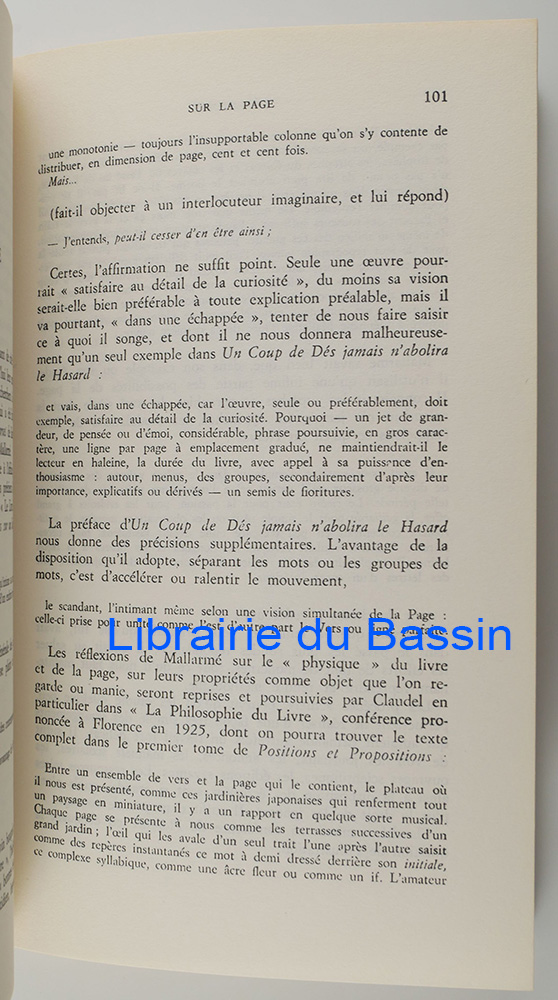 SUR LA PAGE 101
une monotonie — toujours l'insupportable colonne qu'on s'y contente de
distribuer, en dimension de page, cent et cent fois.
Mais...
(fait-il objecter à un interlocuteur imaginaire, et lui répond)
— J'entends, peut-il cesser d'en être ainsi ;
Certes, l'affirmation ne suffit point. Seule une œuvre pour-
rait « satisfaire au détail de la curiosité », du moins sa vision
serait-elle bien préférable à toute explication préalable, mais il
va pourtant, « dans une échappée », tenter de nous faire saisir
ce à quoi il songe, et dont il ne nous donnera malheureuse-
ment qu'un seul exemple dans Un Coup de Dés jamais n'abolira
le Hasard :
et vais, dans une échappée, car l'œuvre, seule ou préférablement, doit
exemple, satisfaire au détail de la curiosité. Pourquoi — un jet de gran-
deur, de pensée ou d'émoi, considérable, phrase poursuivie, en gros carac-
tère, une ligne par page à emplacement gradué, ne maintiendrait-il le
lecteur en haleine, la durée du livre, avec appel à sa puissance d'en-
thousiasme : autour, menus, des groupes, secondairement d'après leur
importance, explicatifs ou dérivés — un semis de fioritures.
La préface d'Un Coup de Dés jamais n'abolira le Hasard
nous donne des précisions supplémentaires. L'avantage de la
disposition qu'il adopte, séparant les mots ou les groupes de
mots, c'est d'accélérer ou ralentir le mouvement,
le scandant, l'intimant même selon une vision simultanée de la Page :
celle-ci prise pour unité comme l'est d'autre part le Vers ou ligne parfaite.
Librairie du Bassin
Les réflexions de Mallarmé sur le « physique » du livre
et de la page, sur leurs propriétés comme objet que l'on re-
garde ou manie, seront reprises et poursuivies par Claudel en
particulier dans « La Philosophie du Livre », conférence pro-
noncée à Florence en 1925, dont on pourra trouver le texte
complet dans le premier tome de Positions et Propositions :
Entre un ensemble de vers et la page qui le contient, le plateau où
il nous est présenté, comme ces jardinières japonaises qui renferment tout
un paysage en miniature, il y a un rapport en quelque sorte musical.
Chaque page se présente à nous comme les terrasses successives d'un
grand jardin ; l'œil qui les avale d'un seul trait l'une après l'autre saisit
comme des repères instantanés ce mot à demi dressé derrière son initiale,
ce complexe syllabique, comme une âcre fleur ou comme un if. L'amateur